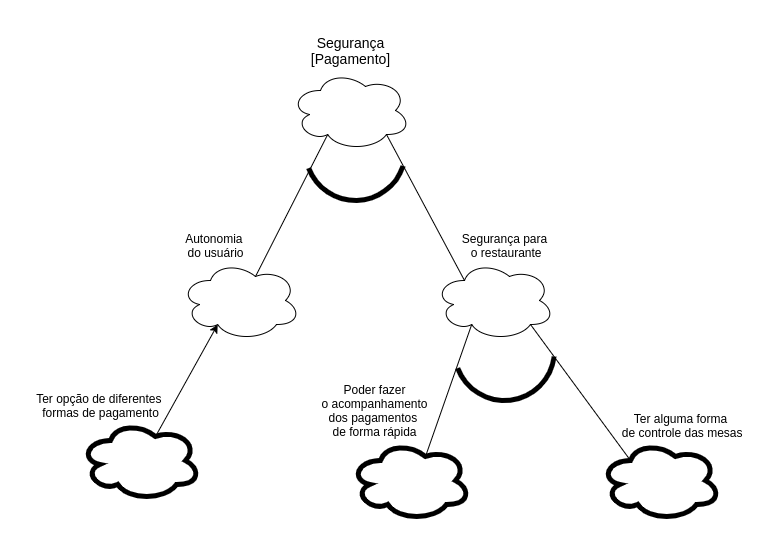 Segurança
[Pagamento]
Autonomia
do usuário
Segurança para
o restaurante
Ter opção de diferentes
formas de pagamento
Poder fazer
o acompanhamento
dos pagamentos
de forma rápida
Ter alguma forma
de controle das mesas